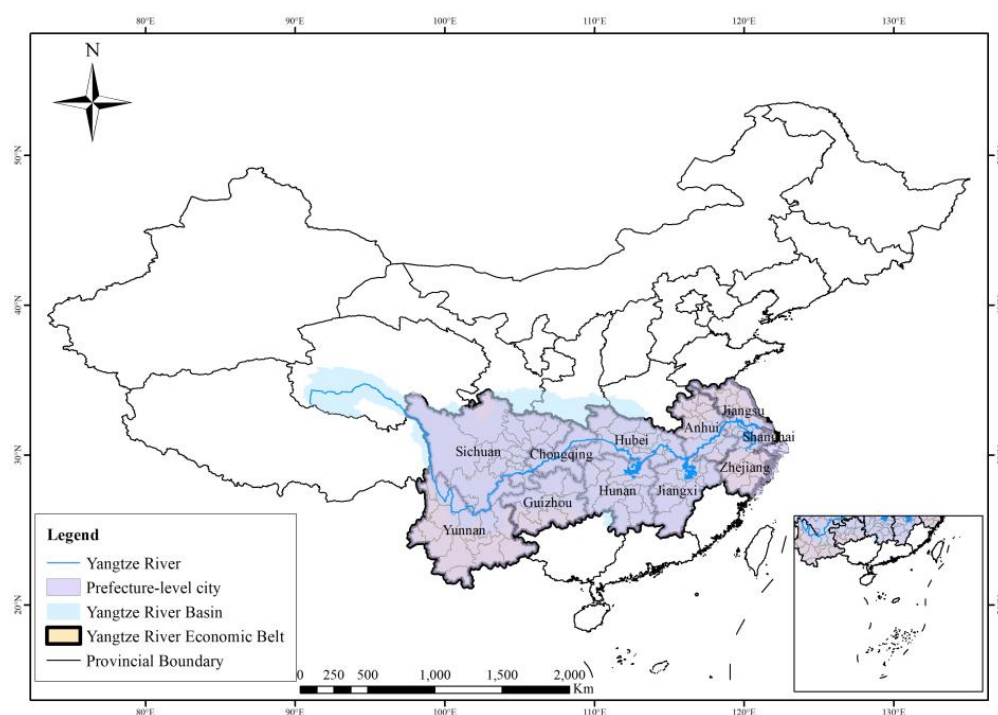 80°E 90°E 100°E 110°E 120°E 130°E
N
50°N
40°N
30°N
20°N
Jiangsu
Anhui
Shanghai
Hubei
Sichuan
Chongqing
Zhejiang
Hunan
Jiangxi
Guizhou
Yunnan
Legend
Yangtze River
Prefecture-level city
Yangtze River Basin
Yangtze River Economic Belt
Provincial Boundary
0 250 500 1,000 1,500 2,000
Km
80°E 90°E 100°E 110°E 120°E 130°E